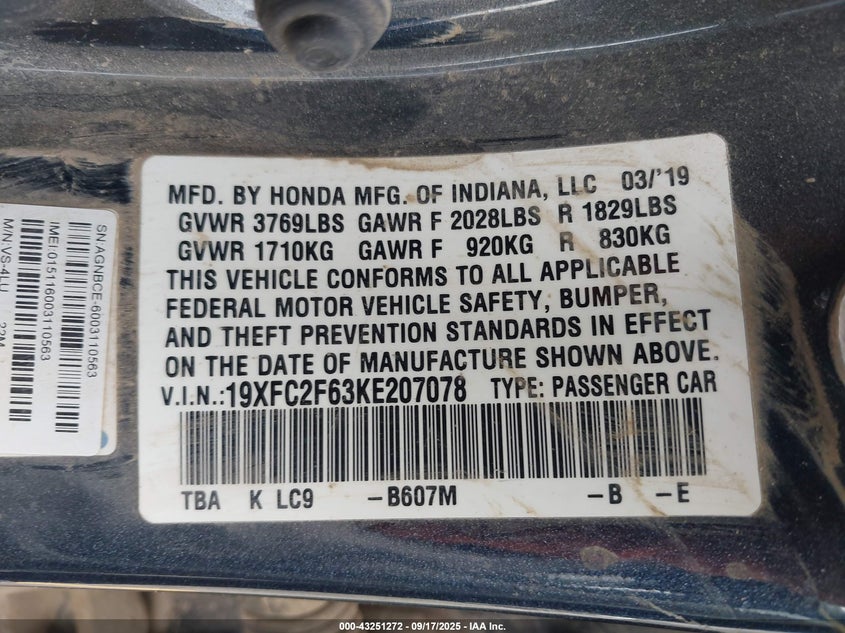 MFD. BY HONDA MFG. OF INDIANA, LLC 03/'19
GVWR 3769LBS GAWR F 2028LBS R 1829LBS
GVWR 1710KG GAWR F 920KG R 830KG
THIS VEHICLE CONFORMS TO ALL APPLICABLE
FEDERAL MOTOR VEHICLE SAFETY, BUMPER,
AND THEFT PREVENTION STANDARDS IN EFFECT
ON THE DATE OF MANUFACTURE SHOWN ABOVE.
V.I.N.:19XFC2F63KE207078 TYPE: PASSENGER CAR
TBA K LC9 -B607M -B -E
SN:AGNBCE-6003110563
IMEI:015116003110563
M/N:VS-4LU 22M
000-43251272 - 09/17/2025 - IAA Inc.